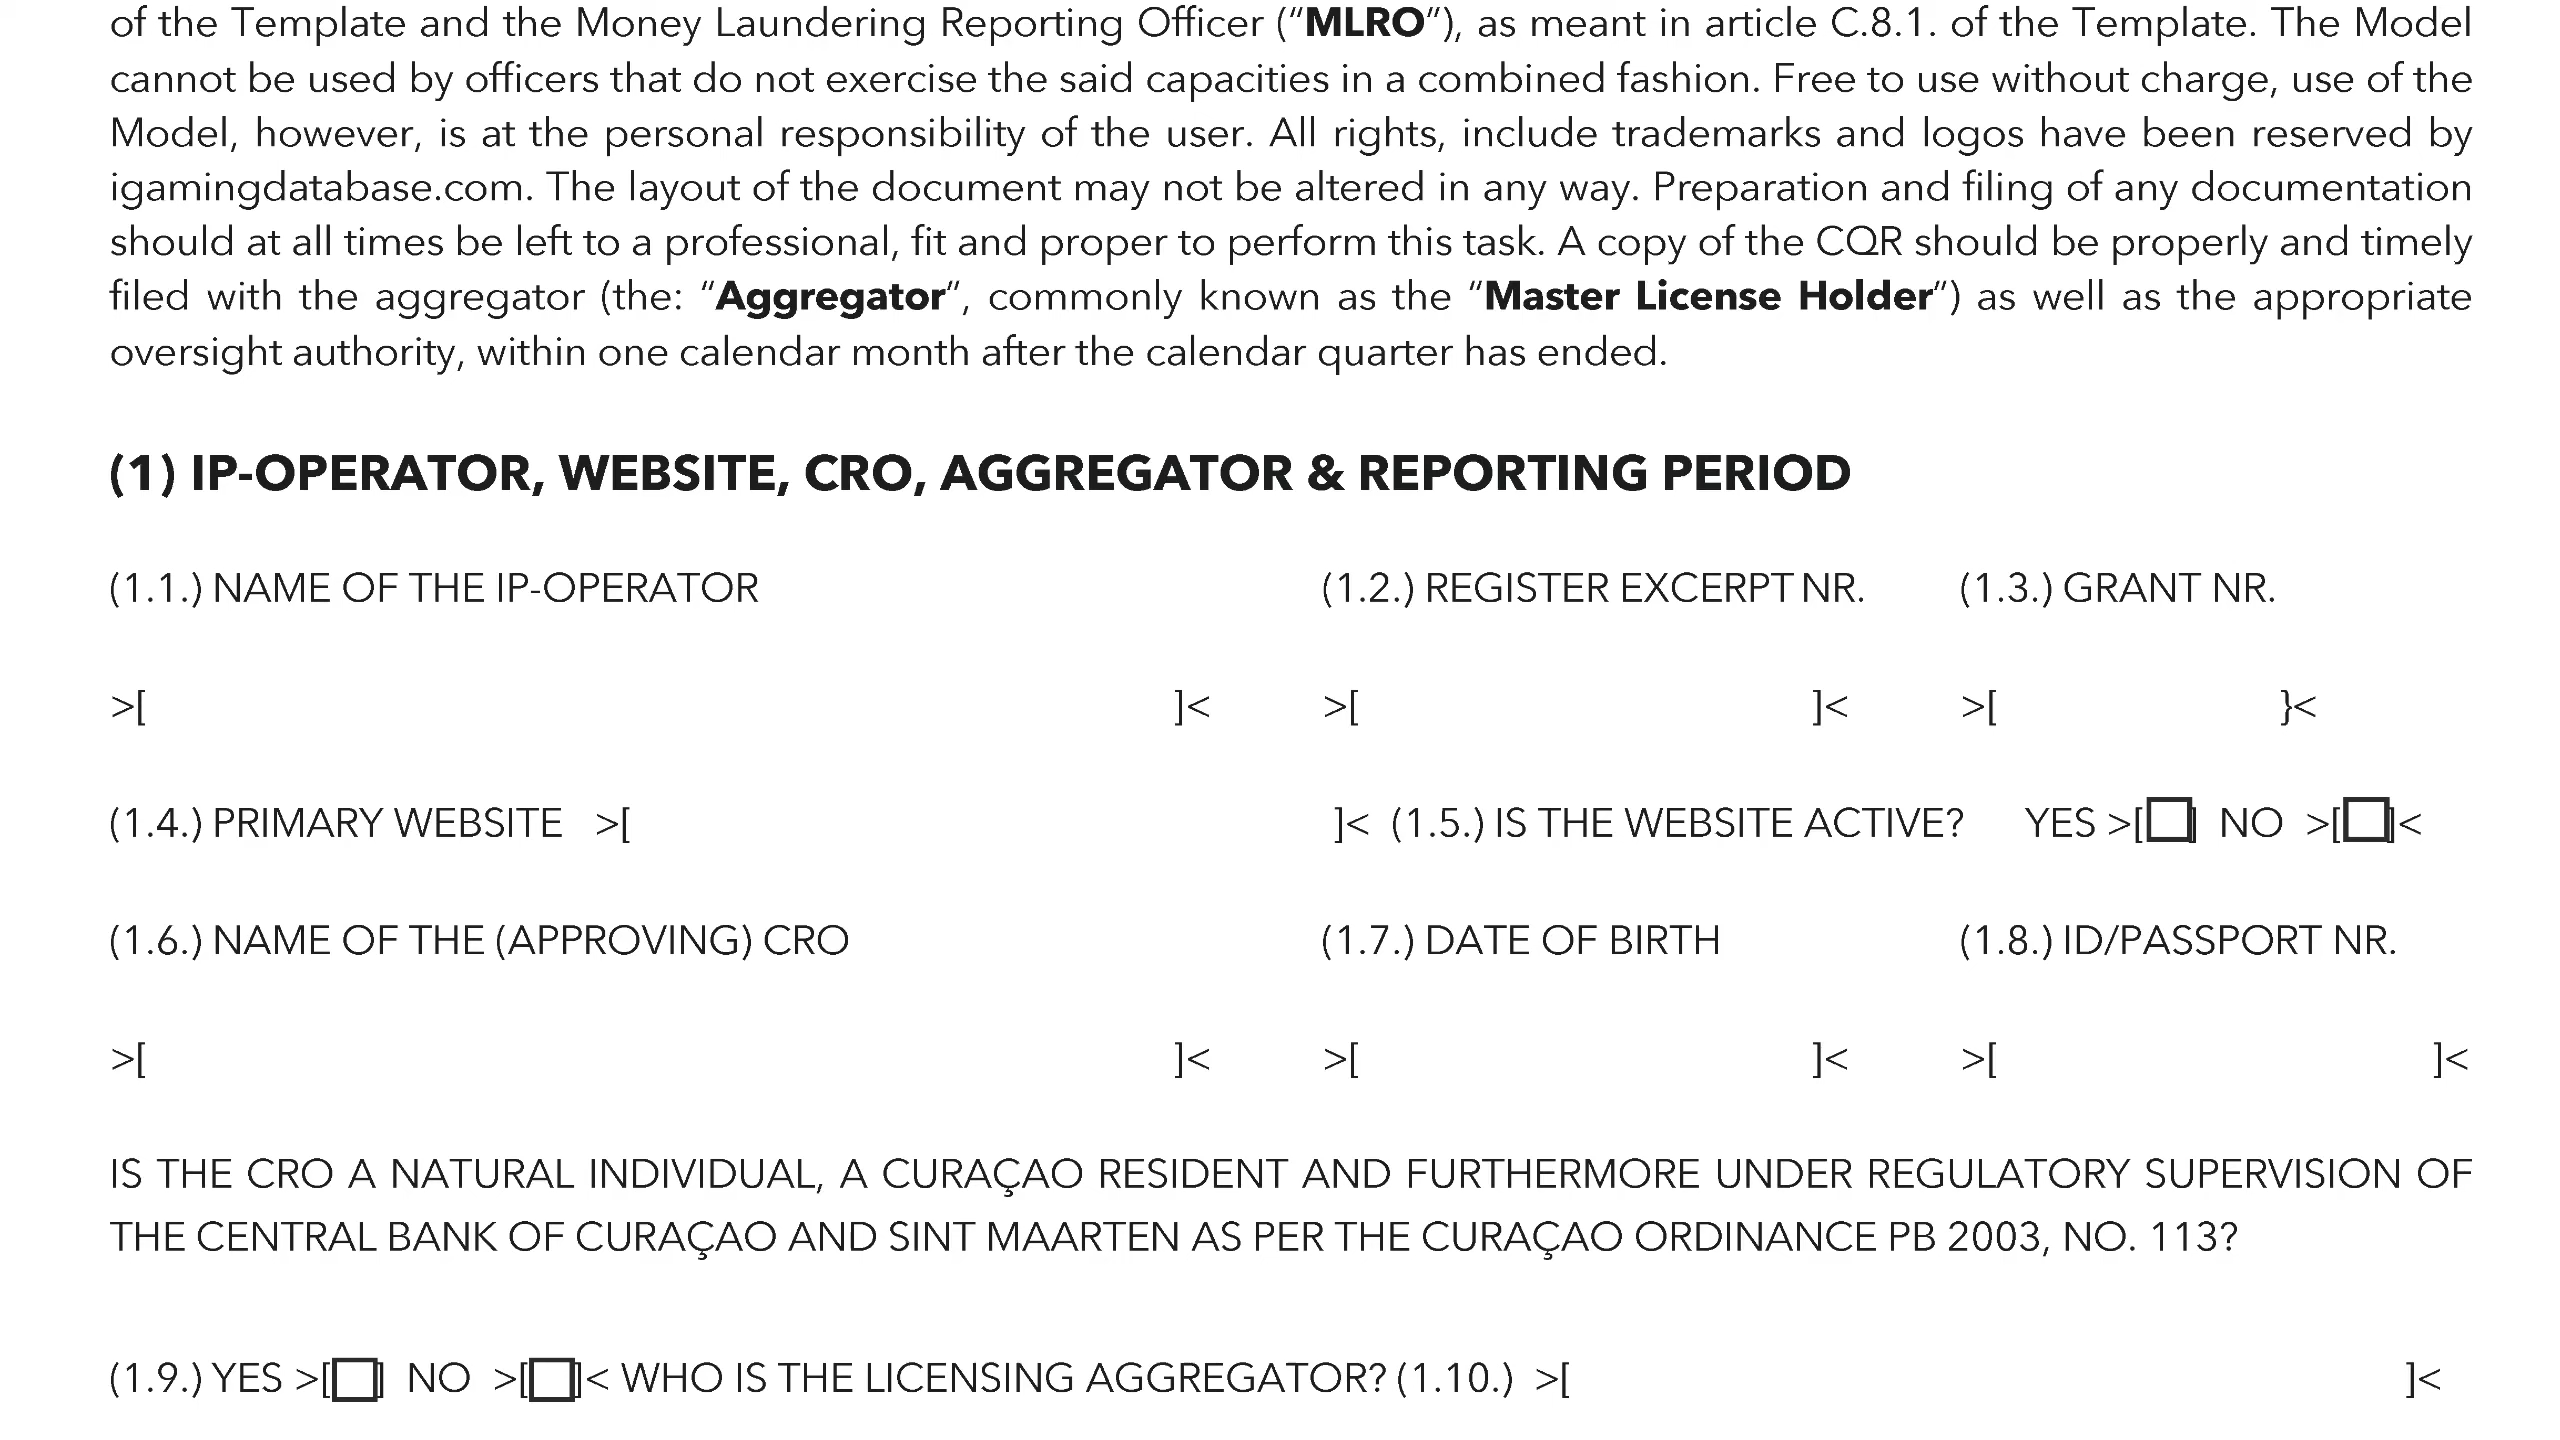 of the Template and the Money Laundering Reporting Officer (“MLRO”), as meant in article C.8.1. of the Template. The Model
cannot be used by officers that do not exercise the said capacities in a combined fashion. Free to use without charge, use of the
Model, however, is at the personal responsibility of the user. All rights, include trademarks and logos have been reserved by
igamingdatabase.com. The layout of the document may not be altered in any way. Preparation and filing of any documentation
should at all times be left to a professional, fit and proper to perform this task. A copy of the CQR should be properly and timely
filed with the aggregator (the: “Aggregator”, commonly known as the “Master License Holder”) as well as the appropriate
oversight authority, within one calendar month after the calendar quarter has ended.
(1) IP-OPERATOR, WEBSITE, CRO, AGGREGATOR & REPORTING PERIOD
(1.1.) NAME OF THE IP-OPERATOR (1.2.) REGISTER EXCERPT NR. (1.3.) GRANT NR.
>[ ]< >[ ]< >[ }<
(1.4.) PRIMARY WEBSITE >[ ]< (1.5.) IS THE WEBSITE ACTIVE? YES >[☐] NO >[☐]<
(1.6.) NAME OF THE (APPROVING) CRO (1.7.) DATE OF BIRTH (1.8.) ID/PASSPORT NR.
>[ ]< >[ ]< >[ ]<
IS THE CRO A NATURAL INDIVIDUAL, A CURAÇAO RESIDENT AND FURTHERMORE UNDER REGULATORY SUPERVISION OF
THE CENTRAL BANK OF CURAÇAO AND SINT MAARTEN AS PER THE CURAÇAO ORDINANCE PB 2003, NO. 113?
(1.9.) YES >[☐] NO >[☐]< WHO IS THE LICENSING AGGREGATOR? (1.10.) >[ ]<